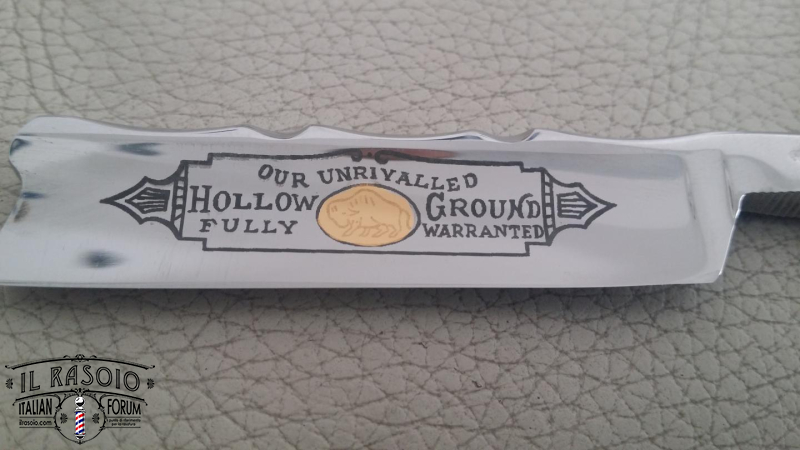 OUR UNRIVALLED
HOLLOW GROUND
FULLY WARRANTED
IL RASOIO
ITALIAN FORUM
ilrasoio.com